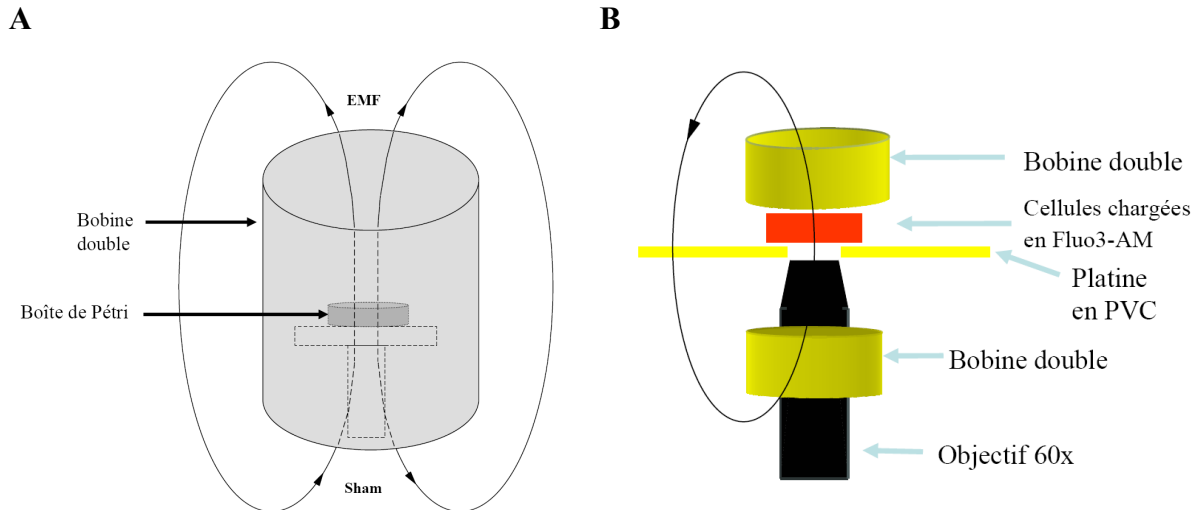 A
EMF
Bobine
double
Boîte de Pétri
Sham
B
Bobine double
Cellules chargées
en Fluo3-AM
Platine
en PVC
Bobine double
Objectif 60x